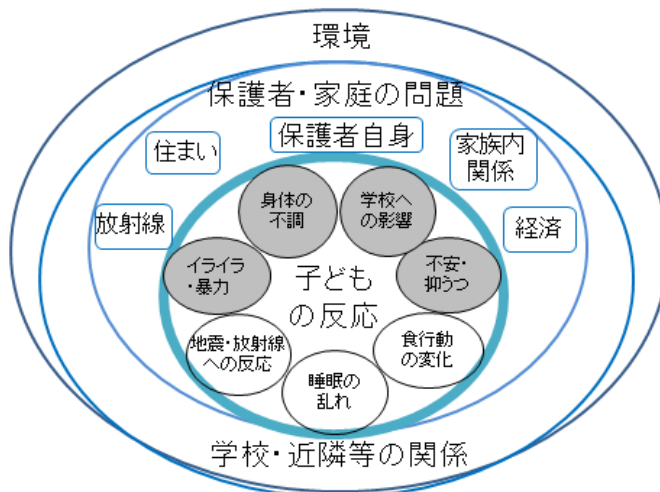 環境
保護者・家庭の問題
保護者自身
住まい
家族内
関係
放射線
経済
身体の
不調
学校へ
の影響
イライラ
・暴力
不安・
抑うつ
子ども
の反応
地震・放射線
への反応
食行動
の変化
睡眠の
乱れ
学校・近隣等の関係